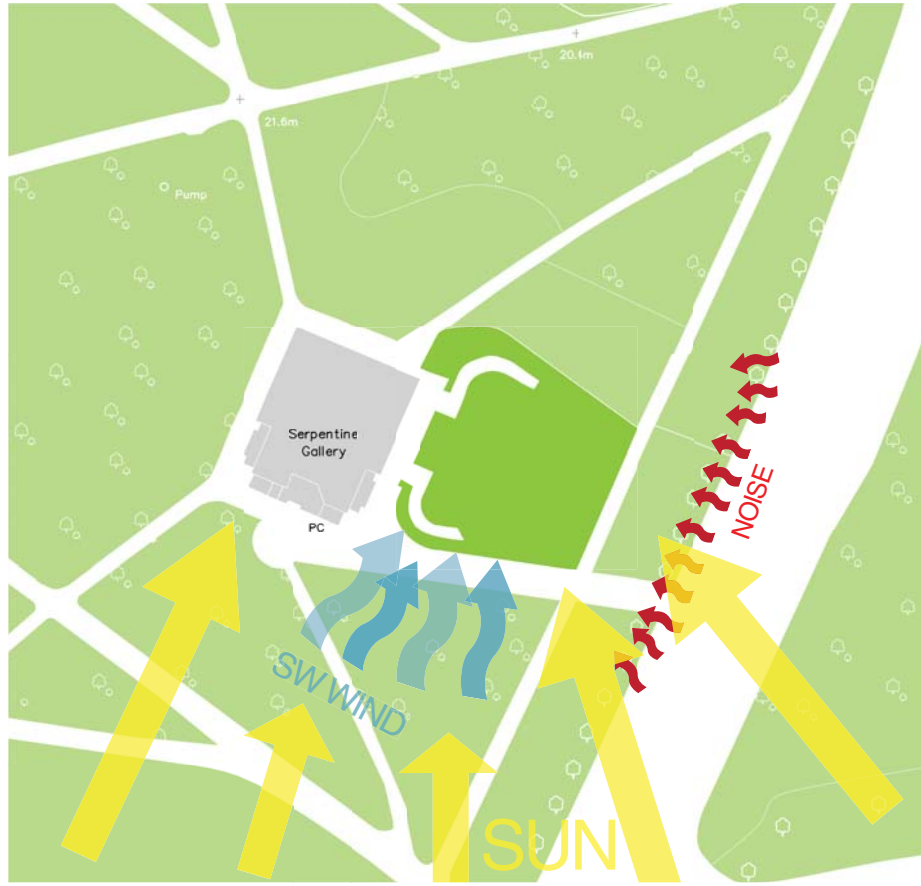 20.4m
21.6m
Pump
Serpentine
Gallery
PC
NOISE
SW WIND
SUN